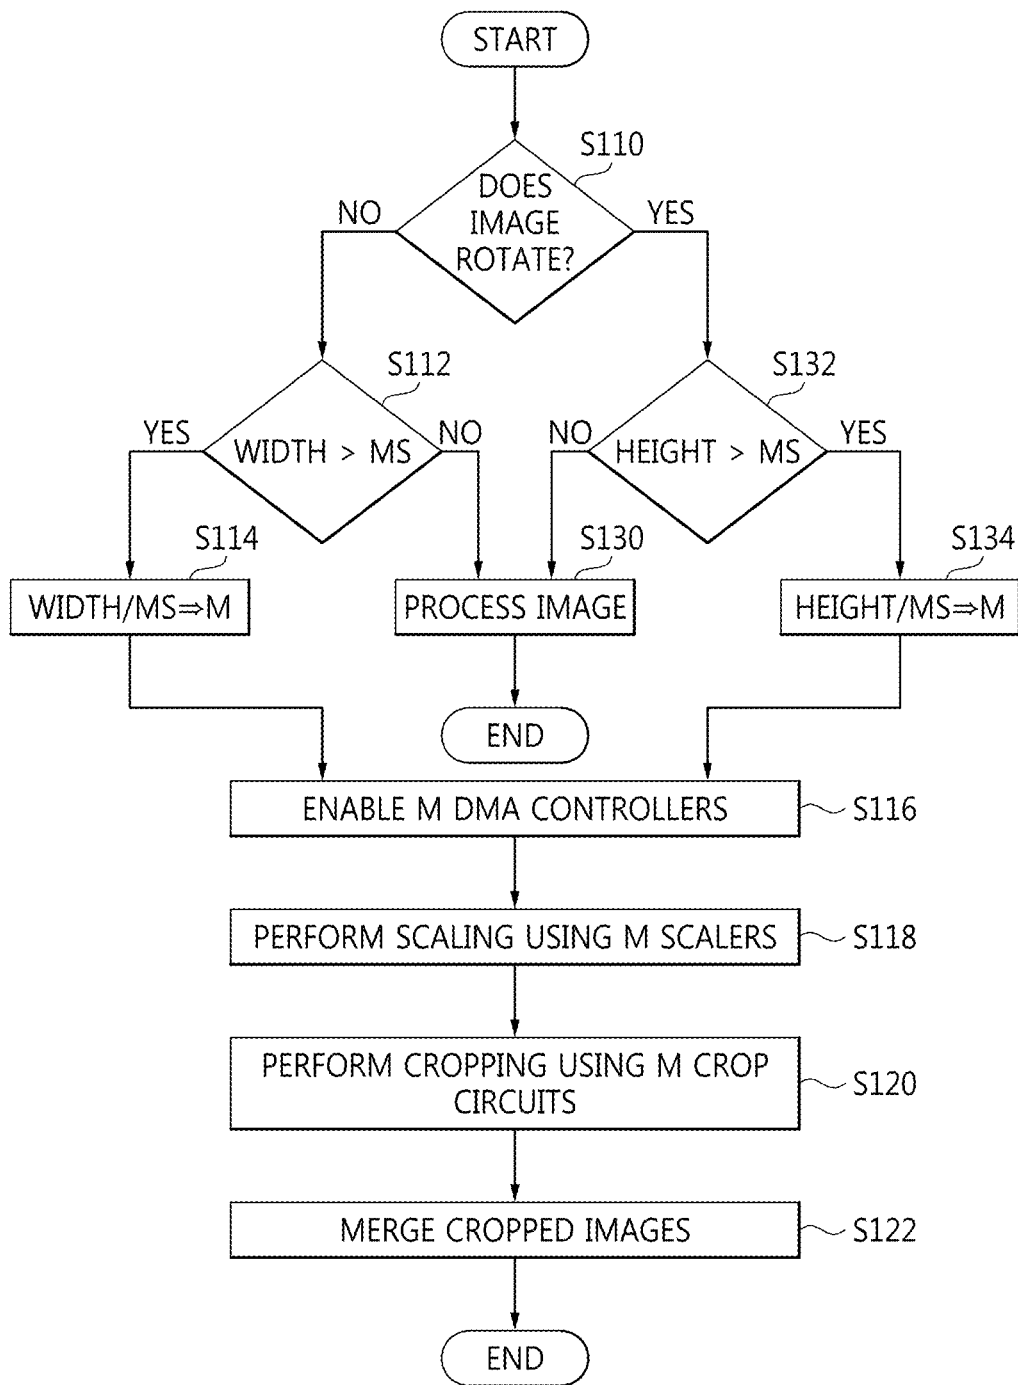 START
S110
DOES
IMAGE
ROTATE?
NO
YES
S112
S132
YES
WIDTH > MS
NO
NO
HEIGHT > MS
YES
S114
S130
S134
WIDTH/MS⇒M
PROCESS IMAGE
HEIGHT/MS⇒M
END
ENABLE M DMA CONTROLLERS
S116
PERFORM SCALING USING M SCALERS
S118
PERFORM CROPPING USING M CROP
CIRCUITS
S120
MERGE CROPPED IMAGES
S122
END